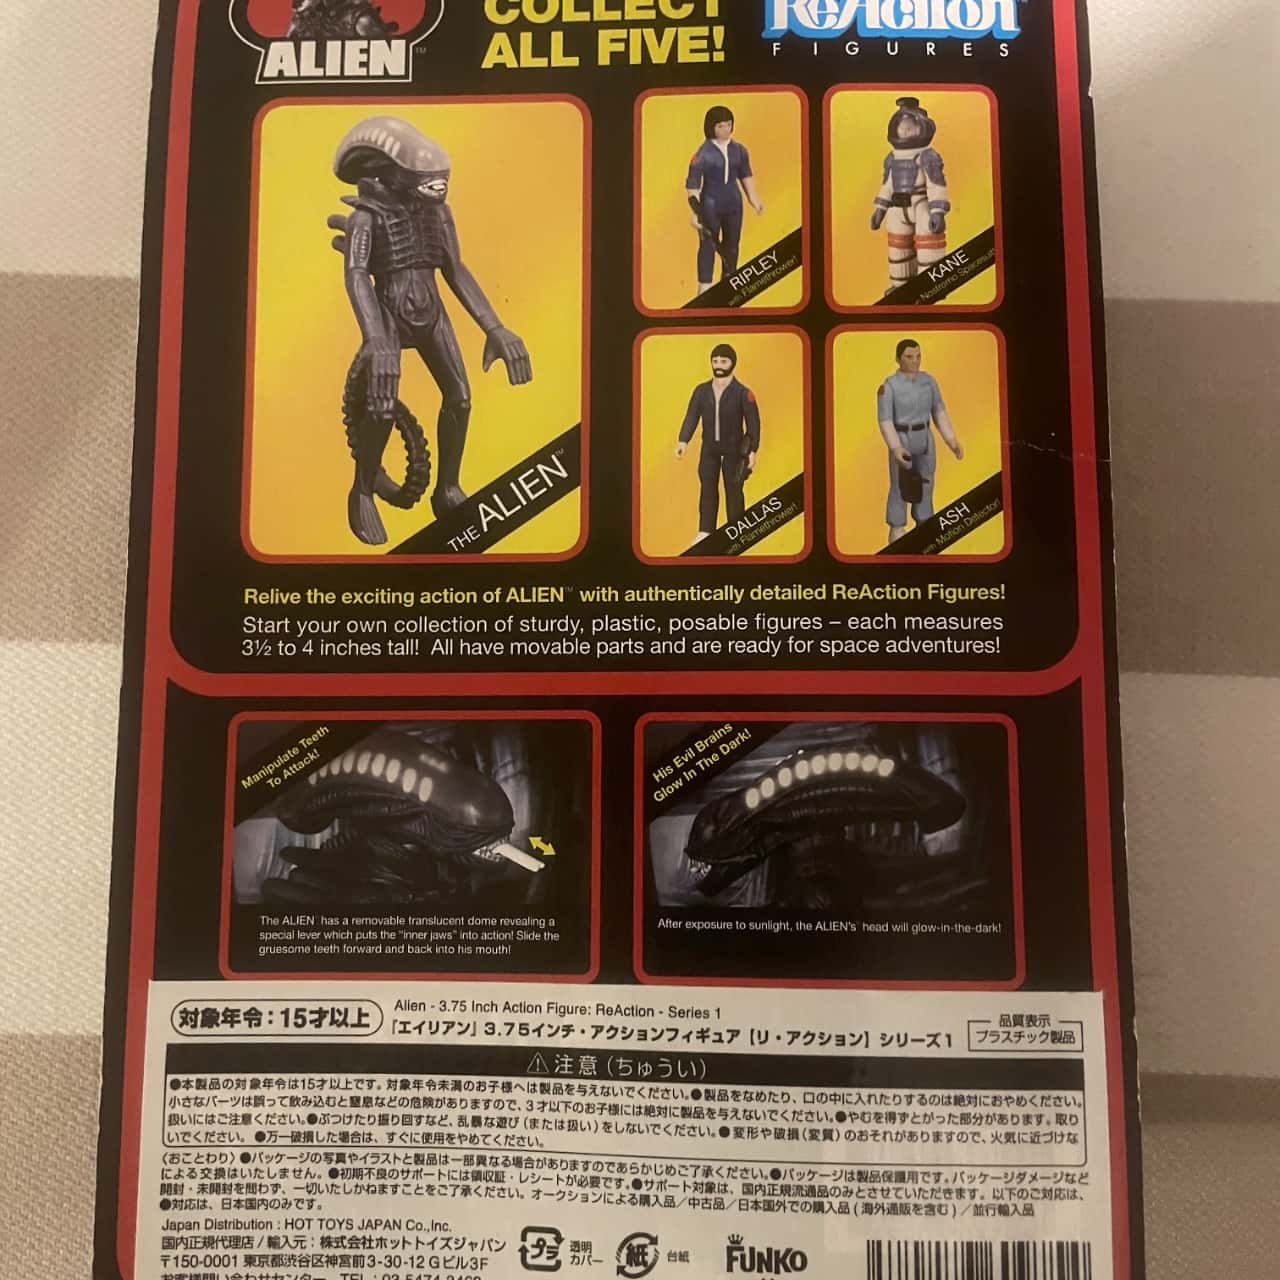 ALIEN™
COLLECT
ALL FIVE!
ReAction
FIGURES
THE ALIEN™
RIPLEY
with Flamethrower!
KANE
in Nostromo Spacesuit!
DALLAS
with Flamethrower!
ASH
with Motion Detector!
Relive the exciting action of ALIEN™ with authentically detailed ReAction Figures!
Start your own collection of sturdy, plastic, posable figures – each measures
3½ to 4 inches tall! All have movable parts and are ready for space adventures!
Manipulate Teeth
To Attack!
The ALIEN™ has a removable translucent dome revealing a
special lever which puts the "inner jaws" into action! Slide the
gruesome teeth forward and back into his mouth!
His Evil Brains
Glow In The Dark!
After exposure to sunlight, the ALIEN's™ head will glow-in-the-dark!
対象年令：15才以上
Alien - 3.75 Inch Action Figure: ReAction - Series 1
『エイリアン』3.75インチ・アクションフィギュア【リ・アクション】シリーズ1
品質表示
プラスチック製品
⚠注意（ちゅうい）
●本製品の対象年令は15才以上です。対象年令未満のお子様へは製品を与えないでください。●製品をなめたり、口の中に入れたりするのは絶対におやめください。
小さなパーツは誤って飲み込むと窒息などの危険がありますので、3才以下のお子様には絶対に製品を与えないでください。●やむを得ずとがった部分があります。取り
扱いにはご注意ください。●ぶつけたり振り回すなど、乱暴な遊び（または扱い）をしないでください。●変形や破損（変質）のおそれがありますので、火気に近づけな
いでください。●万一破損した場合は、すぐに使用をやめてください。
〈おことわり〉●パッケージの写真やイラストと製品は一部異なる場合がありますのであらかじめご了承ください。●パッケージは製品保護用です。パッケージダメージなど
による交換はいたしません。●初期不良のサポートには領収証・レシートが必要です。●サポート対象は、国内正規流通品のみとさせていただきます。以下のご対応は、
開封・未開封を問わず、一切いたしかねますことをご了承ください。オークションによる購入品／中古品／日本国外での購入品（海外通販を含む）／並行輸入品
●対応は、日本国内のみです。
Japan Distribution : HOT TOYS JAPAN Co.,Inc.
国内正規代理店／輸入元：株式会社ホットトイズジャパン
〒150-0001 東京都渋谷区神宮前3-30-12 Gビル3F
プラ
透明
カバー
紙
台紙
FUNKO